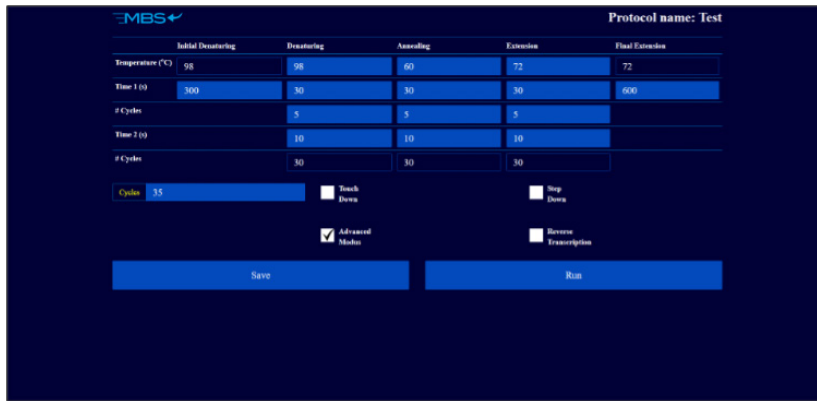 MBS
Protocol name: Test
Initial Denaturing Denaturing Annealing Extension Final Extension
Temperature (°C) 98 98 60 72 72
Time 1 (s) 300 30 30 30 600
# Cycles 5 5 5
Time 2 (s) 10 10 10
# Cycles 30 30 30
Cycles 35
Touch
Down
Step
Down
Advanced
Modus
Reverse
Transcription
Save Run